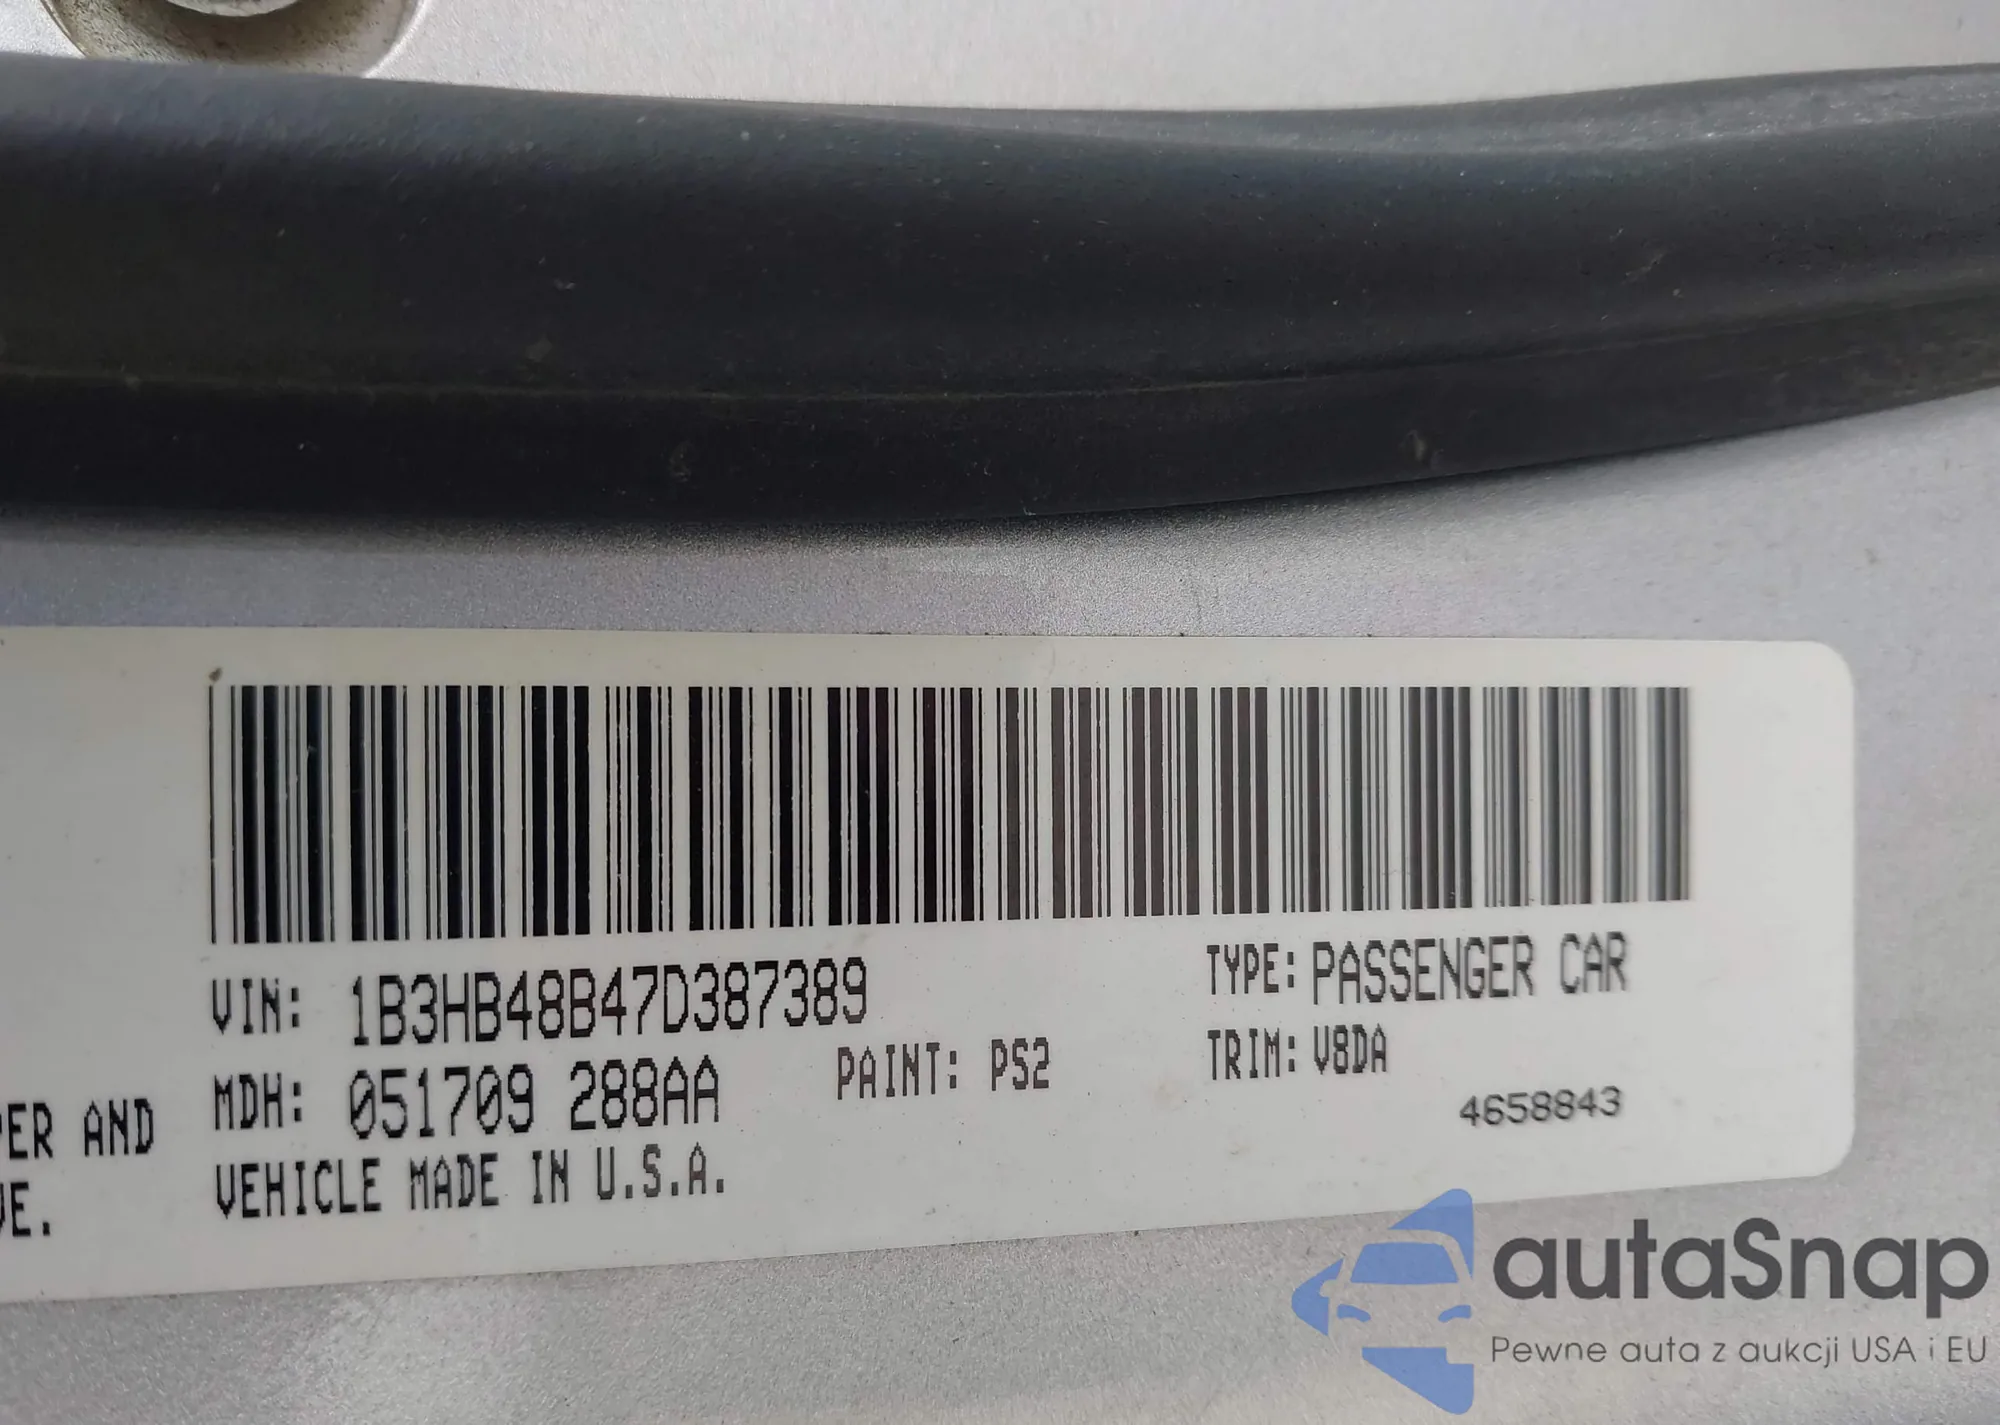 VIN: 1B3HB48B47D387389
TYPE: PASSENGER CAR
MDH: 051709 288AA
PAINT: PS2
TRIM: V8DA
4658843
PER AND
VEHICLE MADE IN U.S.A.
VE.
autaSnap
Pewne auta z aukcji USA i EU